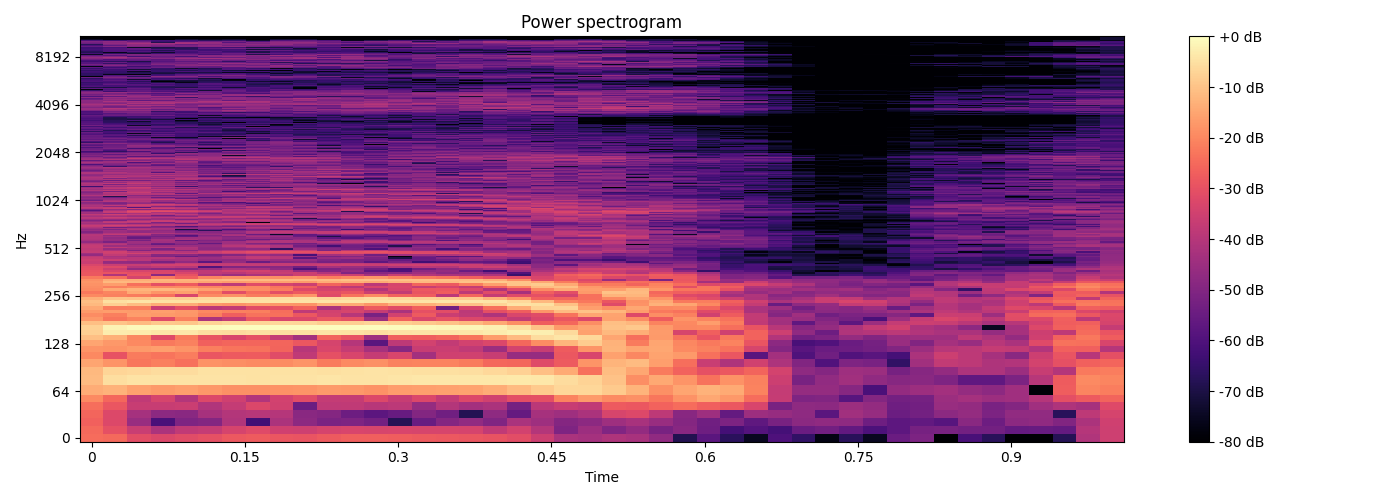 Power spectrogram
Hz
8192
4096
2048
1024
512
256
128
64
0
0 0.15 0.3 0.45 0.6 0.75 0.9
Time
+0 dB
-10 dB
-20 dB
-30 dB
-40 dB
-50 dB
-60 dB
-70 dB
-80 dB